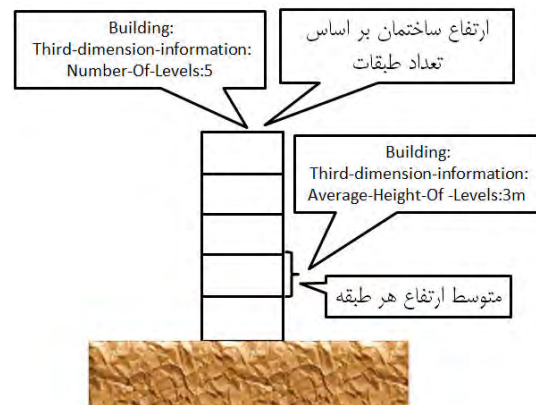 Building:
Third-dimension-information:
Number-Of-Levels:5
ارتفاع ساختمان بر اساس
تعداد طبقات
Building:
Third-dimension-information:
Average-Height-Of -Levels:3m
متوسط ارتفاع هر طبقه